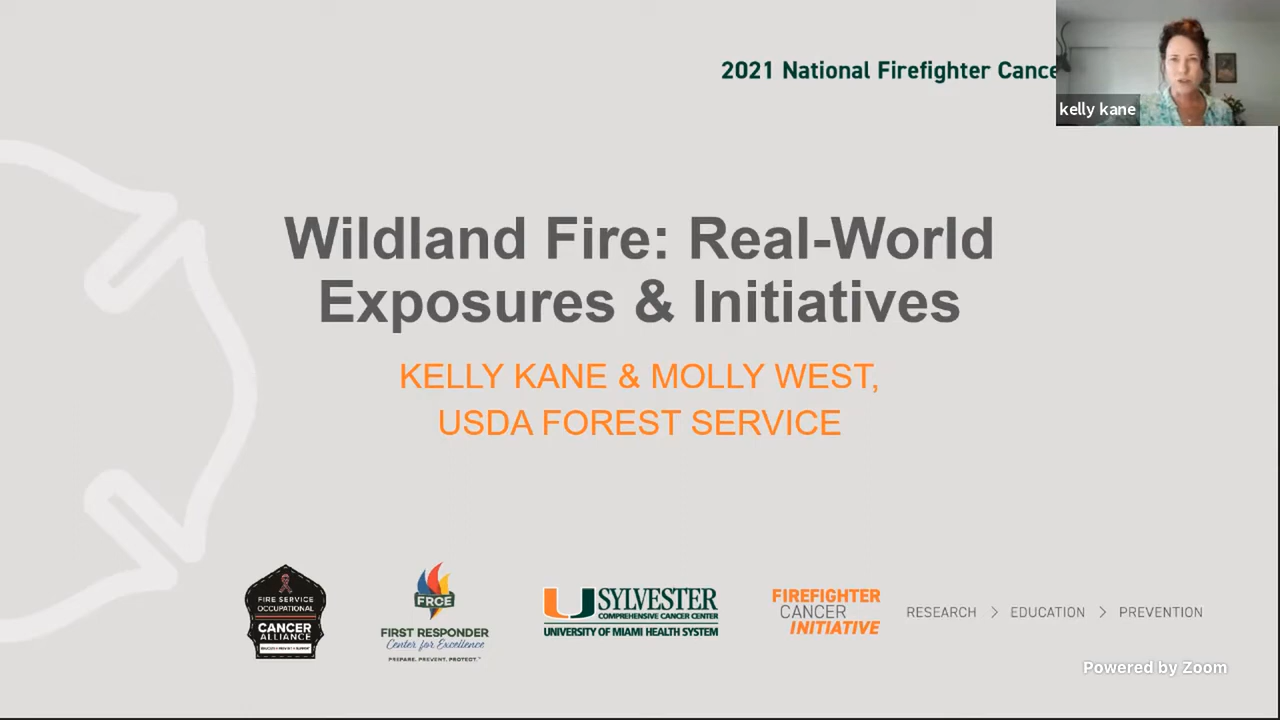 2021 National Firefighter Cance
kelly kane
Wildland Fire: Real-World
Exposures & Initiatives
KELLY KANE & MOLLY WEST,
USDA FOREST SERVICE
FIRE SERVICE
OCCUPATIONAL
CANCER
ALLIANCE
FRCE
FIRST RESPONDER
Center for Excellence
PREPARE. PREVENT. PROTECT.™
SYLVESTER
COMPREHENSIVE CANCER CENTER
UNIVERSITY OF MIAMI HEALTH SYSTEM
FIREFIGHTER
CANCER
INITIATIVE
RESEARCH > EDUCATION > PREVENTION
Powered by Zoom